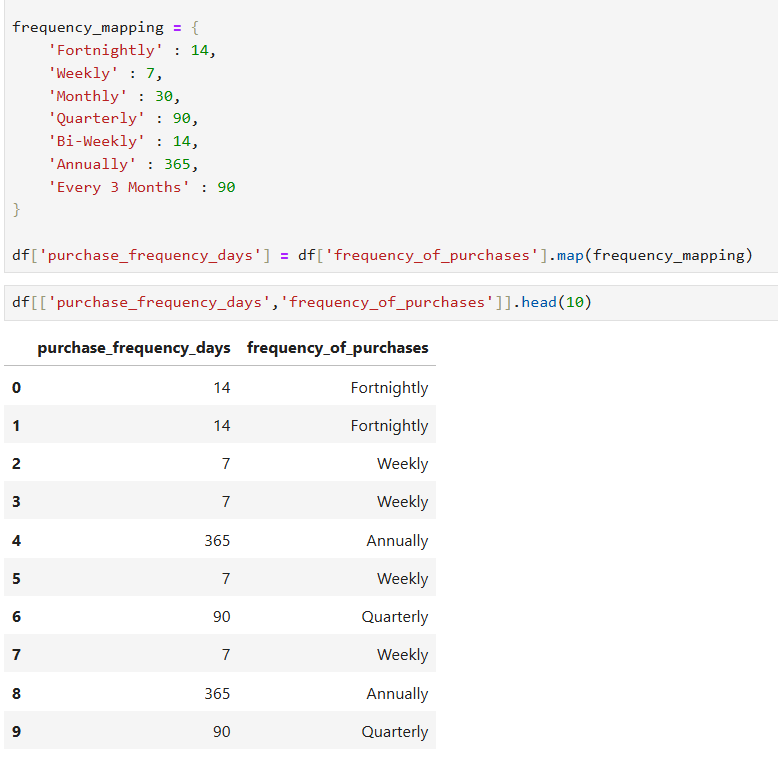 frequency_mapping = {
'Fortnightly' : 14,
'Weekly' : 7,
'Monthly' : 30,
'Quarterly' : 90,
'Bi-Weekly' : 14,
'Annually' : 365,
'Every 3 Months' : 90
}
df['purchase_frequency_days'] = df['frequency_of_purchases'].map(frequency_mapping)
df[['purchase_frequency_days','frequency_of_purchases']].head(10)
purchase_frequency_days frequency_of_purchases
0 14 Fortnightly
1 14 Fortnightly
2 7 Weekly
3 7 Weekly
4 365 Annually
5 7 Weekly
6 90 Quarterly
7 7 Weekly
8 365 Annually
9 90 Quarterly